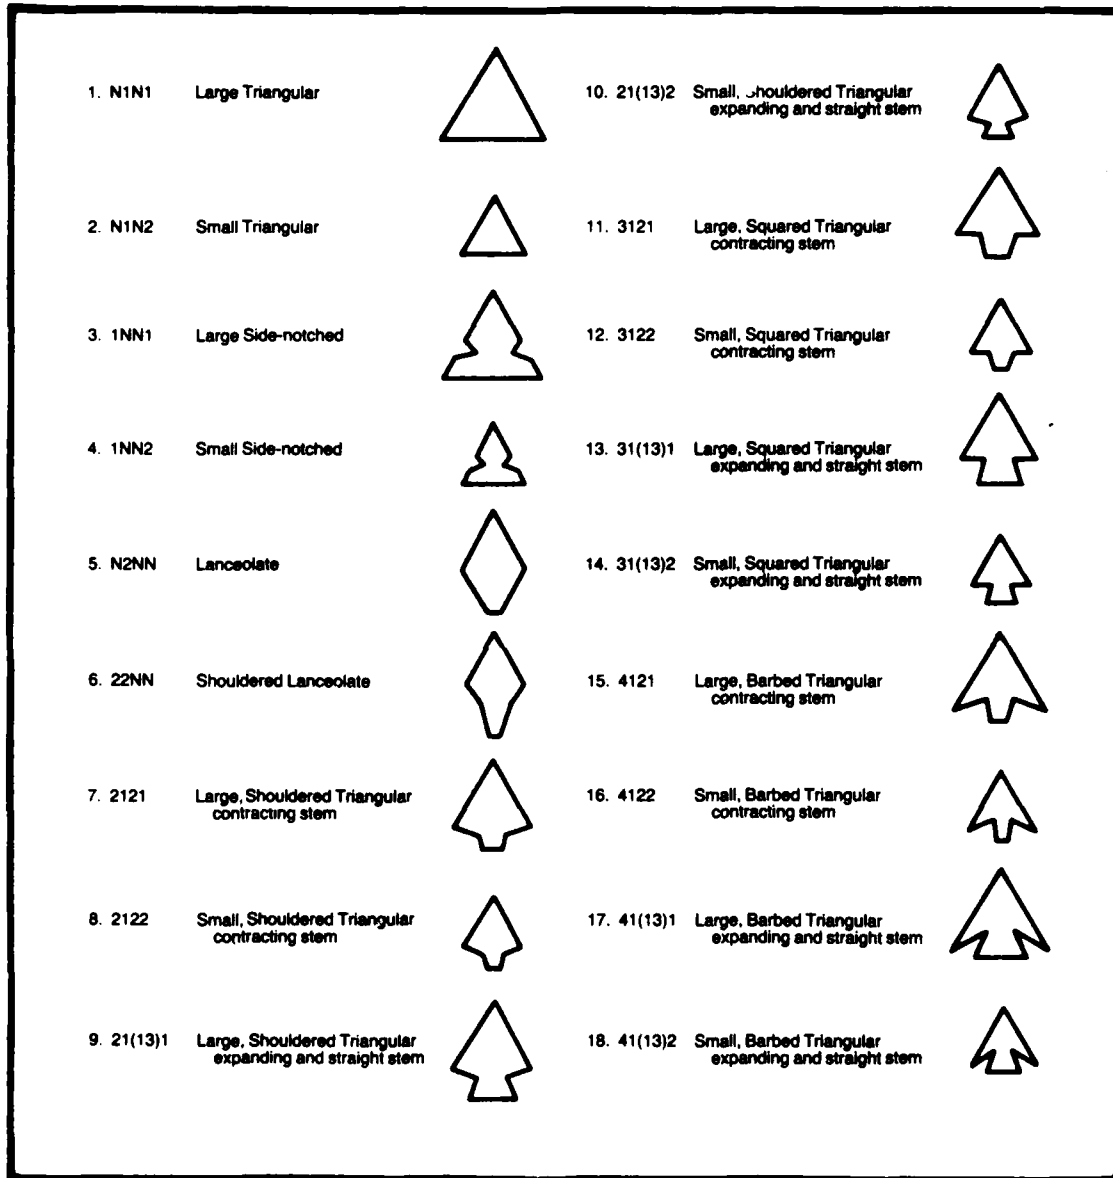 1. N1N1 Large Triangular
2. N1N2 Small Triangular
3. 1NN1 Large Side-notched
4. 1NN2 Small Side-notched
5. N2NN Lanceolate
6. 22NN Shouldered Lanceolate
7. 2121 Large, Shouldered Triangular
contracting stem
8. 2122 Small, Shouldered Triangular
contracting stem
9. 21(13)1 Large, Shouldered Triangular
expanding and straight stem
10. 21(13)2 Small, Shouldered Triangular
expanding and straight stem
11. 3121 Large, Squared Triangular
contracting stem
12. 3122 Small, Squared Triangular
contracting stem
13. 31(13)1 Large, Squared Triangular
expanding and straight stem
14. 31(13)2 Small, Squared Triangular
expanding and straight stem
15. 4121 Large, Barbed Triangular
contracting stem
16. 4122 Small, Barbed Triangular
contracting stem
17. 41(13)1 Large, Barbed Triangular
expanding and straight stem
18. 41(13)2 Small, Barbed Triangular
expanding and straight stem